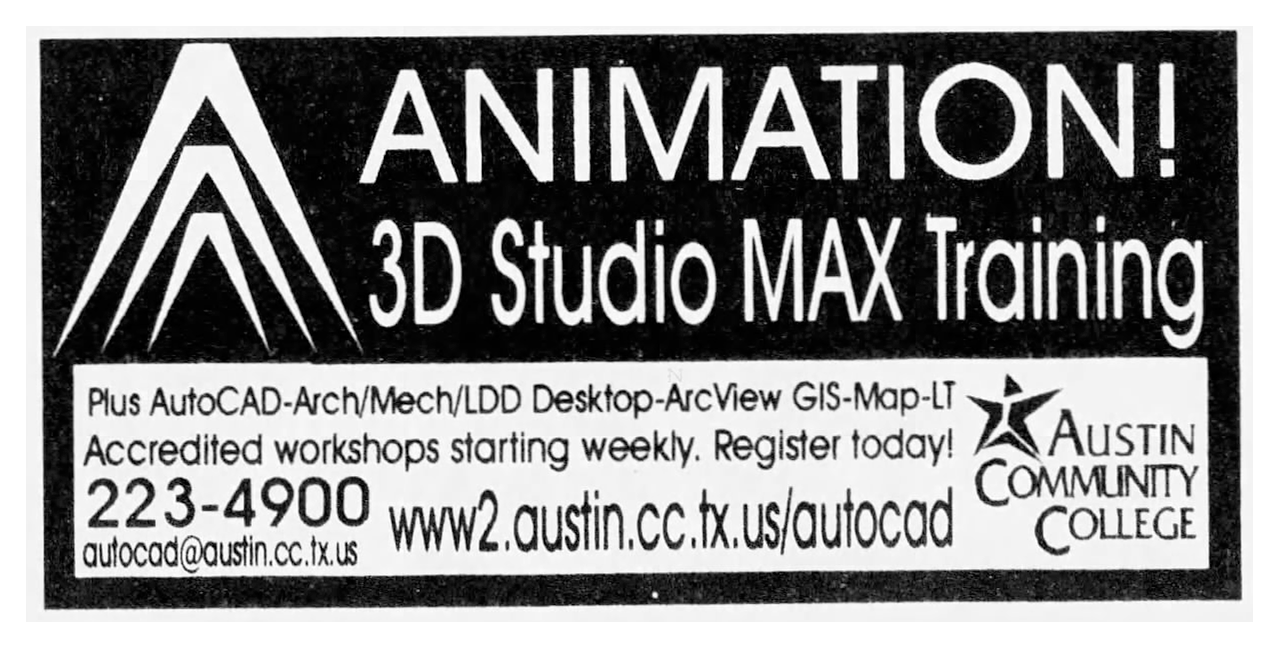 ANIMATION!
3D Studio MAX Training
Plus AutoCAD-Arch/Mech/LDD Desktop-ArcView GIS-Map-LT
Accredited workshops starting weekly. Register today!
223-4900
autocad@austin.cc.tx.us
www2.austin.cc.tx.us/autocad
AUSTIN
COMMUNITY
COLLEGE